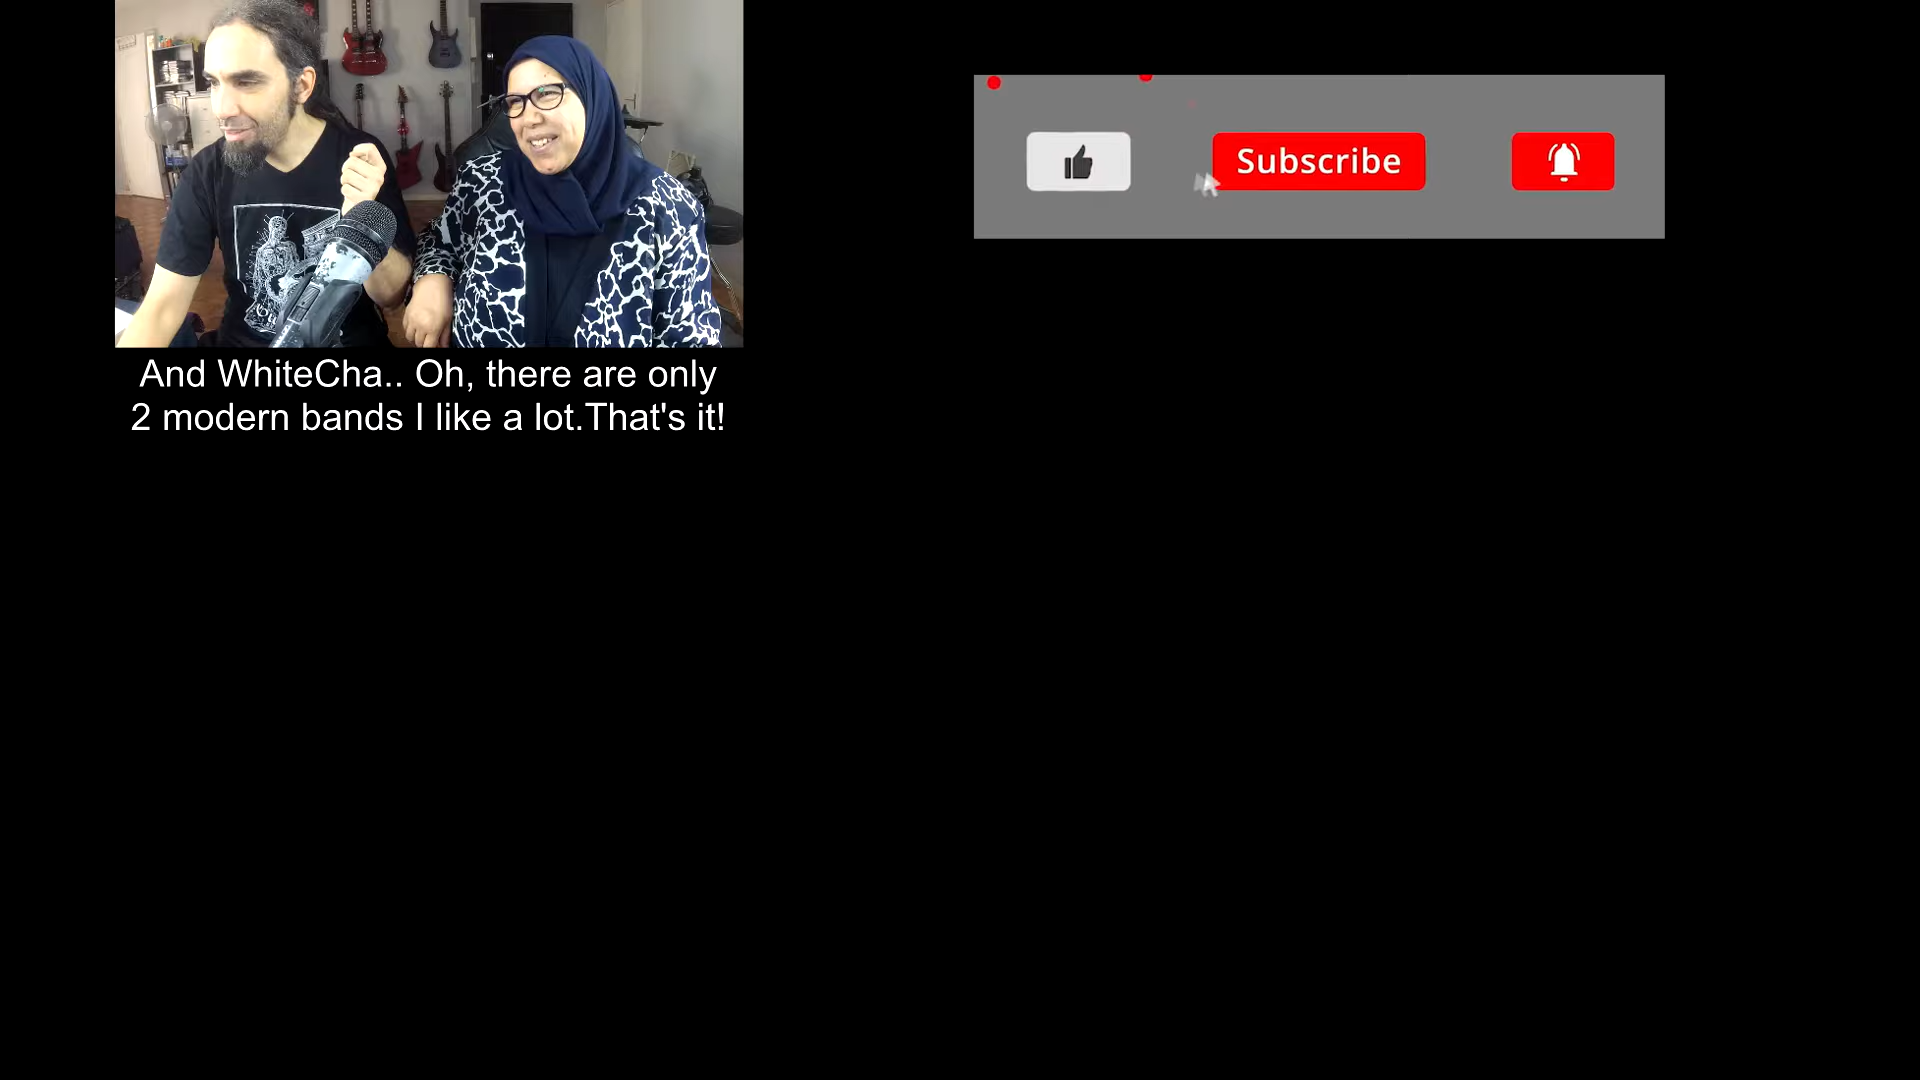 And WhiteCha.. Oh, there are only
2 modern bands I like a lot.That's it!
Subscribe